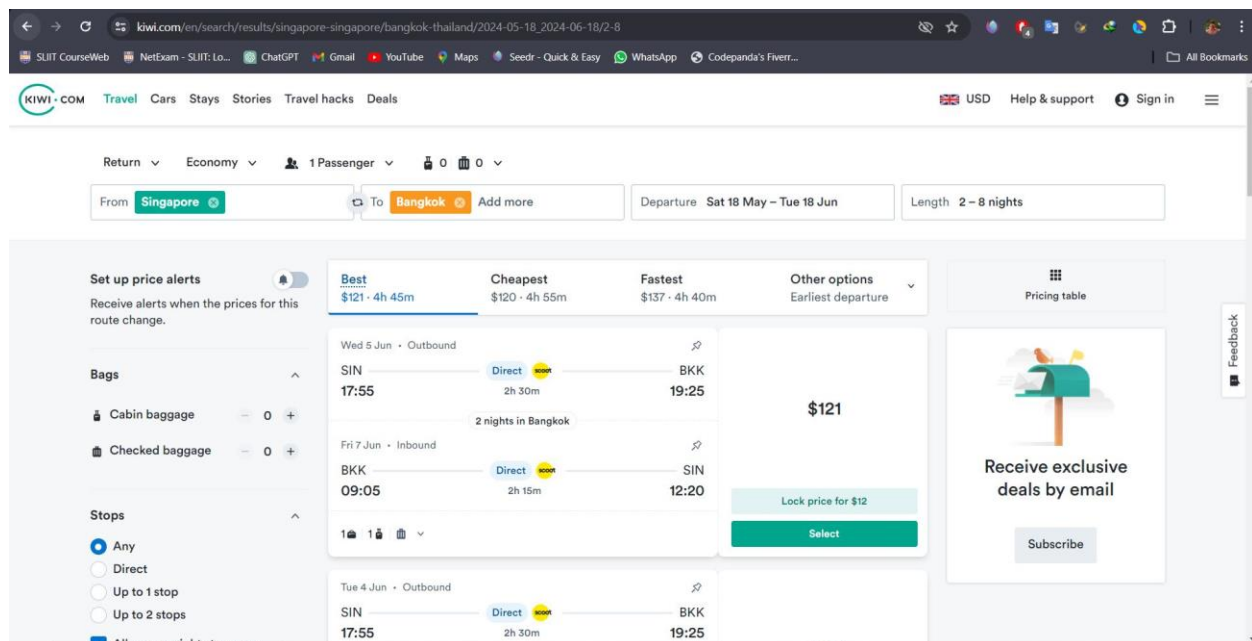 kiwi.com/en/search/results/singapore-singapore/bangkok-thailand/2024-05-18_2024-06-18/2-8
SLIIT CourseWeb NetExam - SLIIT: Lo... ChatGPT Gmail YouTube Maps Seedr - Quick & Easy WhatsApp Codepanda's Fiverr... All Bookmarks
KIWI.COM Travel Cars Stays Stories Travel hacks Deals USD Help & support Sign in
Return Economy 1 Passenger 0 0
From Singapore To Bangkok Add more Departure Sat 18 May – Tue 18 Jun Length 2 – 8 nights
Set up price alerts
Receive alerts when the prices for this
route change.
Bags
Cabin baggage 0 +
Checked baggage 0 +
Stops
Any
Direct
Up to 1 stop
Up to 2 stops
Best Cheapest Fastest Other options
$121 · 4h 45m $120 · 4h 55m $137 · 4h 40m Earliest departure
Wed 5 Jun • Outbound
SIN Direct scoot BKK
17:55 2h 30m 19:25
2 nights in Bangkok
Fri 7 Jun • Inbound
BKK Direct scoot SIN
09:05 2h 15m 12:20
1 1
$121
Lock price for $12
Select
Tue 4 Jun • Outbound
SIN Direct scoot BKK
17:55 2h 30m 19:25
Pricing table
Receive exclusive
deals by email
Subscribe
Feedback